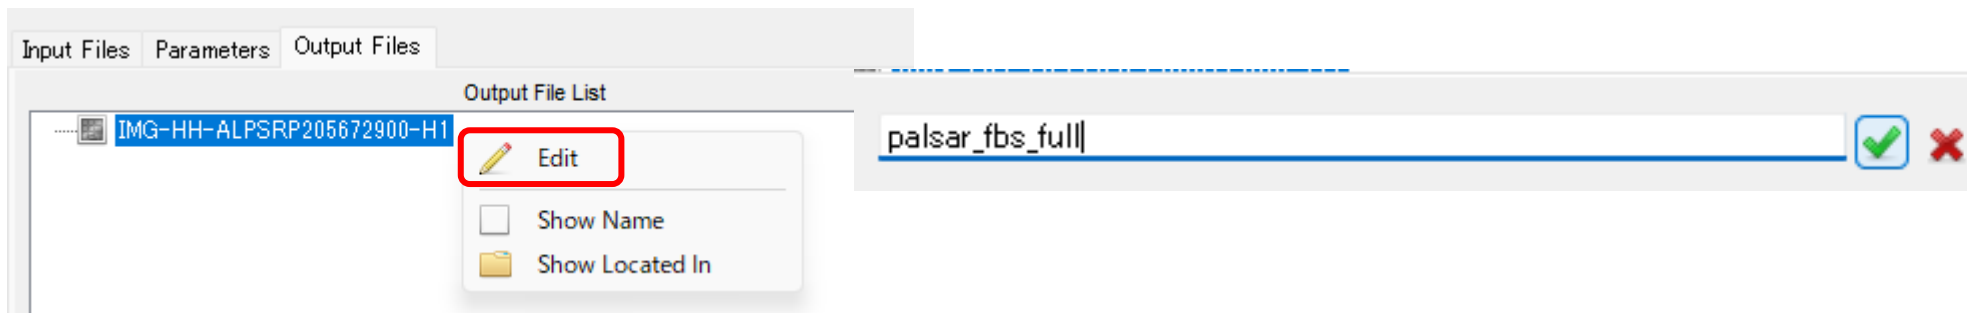 Input Files Parameters Output Files
Output File List
IMG-HH-ALPSRP205672900-H1
Edit
Show Name
Show Located In
palsar_fbs_full